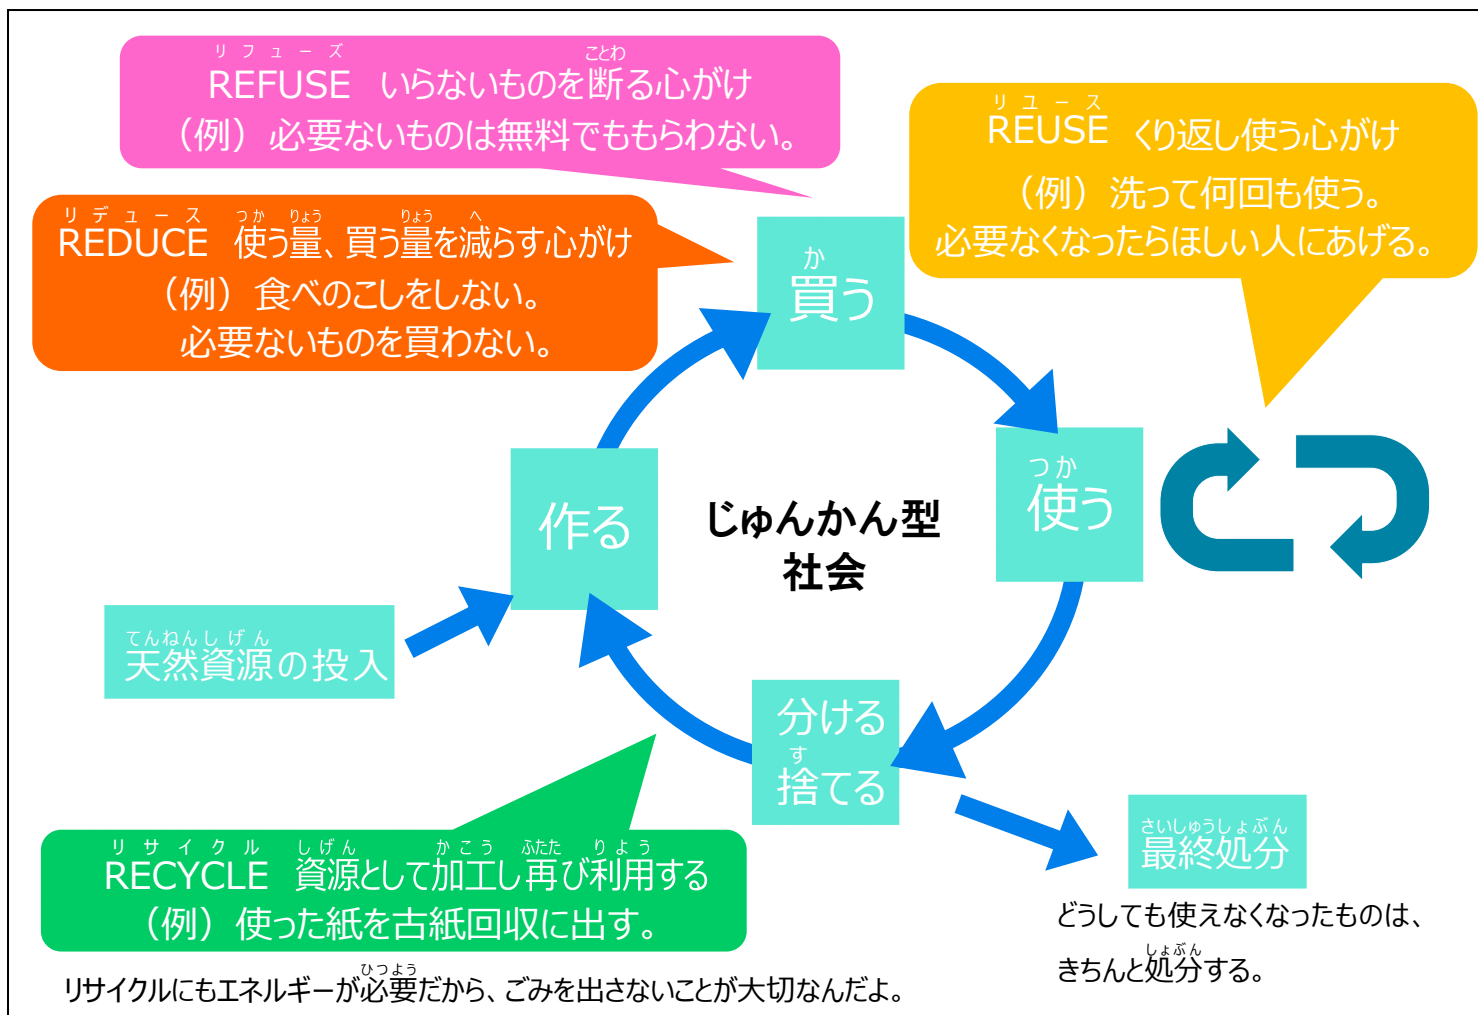 リフューズ ことわ
REFUSE いらないものを断る心がけ
（例）必要ないものは無料でももらわない。
リユース
REUSE くり返し使う心がけ
（例）洗って何回も使う。
必要なくなったらほしい人にあげる。
リデュース つか りょう りょう へ
REDUCE 使う量、買う量を減らす心がけ
（例）食べのこしをしない。
必要ないものを買わない。
か
買う
つか
使う
作る
じゅんかん型
社会
てんねんしげん
天然資源の投入
分ける
す
捨てる
さいしゅうしょぶん
最終処分
どうしても使えなくなったものは、
しょぶん
きちんと処分する。
リサイクル しげん かこう ふたた りよう
RECYCLE 資源として加工し再び利用する
（例）使った紙を古紙回収に出す。
ひつよう
リサイクルにもエネルギーが必要だから、ごみを出さないことが大切なんだよ。